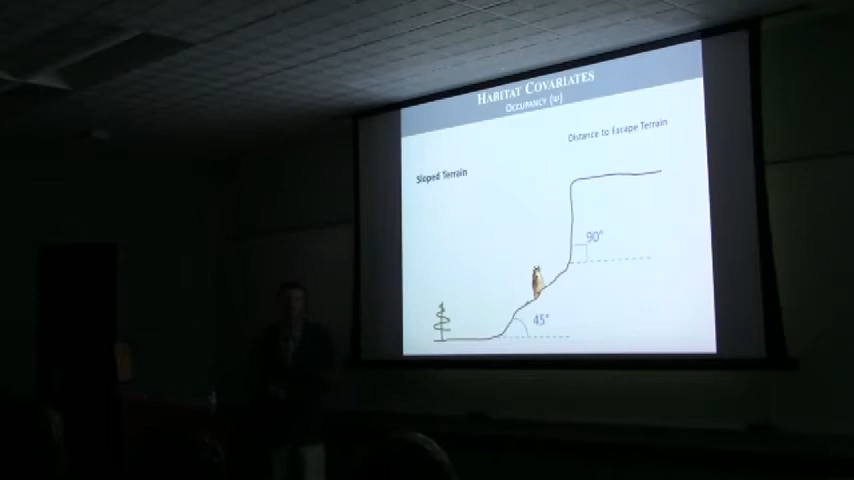 HABITAT COVARIATES
OCCUPANCY (ψ)
Distance to Escape Terrain
Sloped Terrain
90°
45°